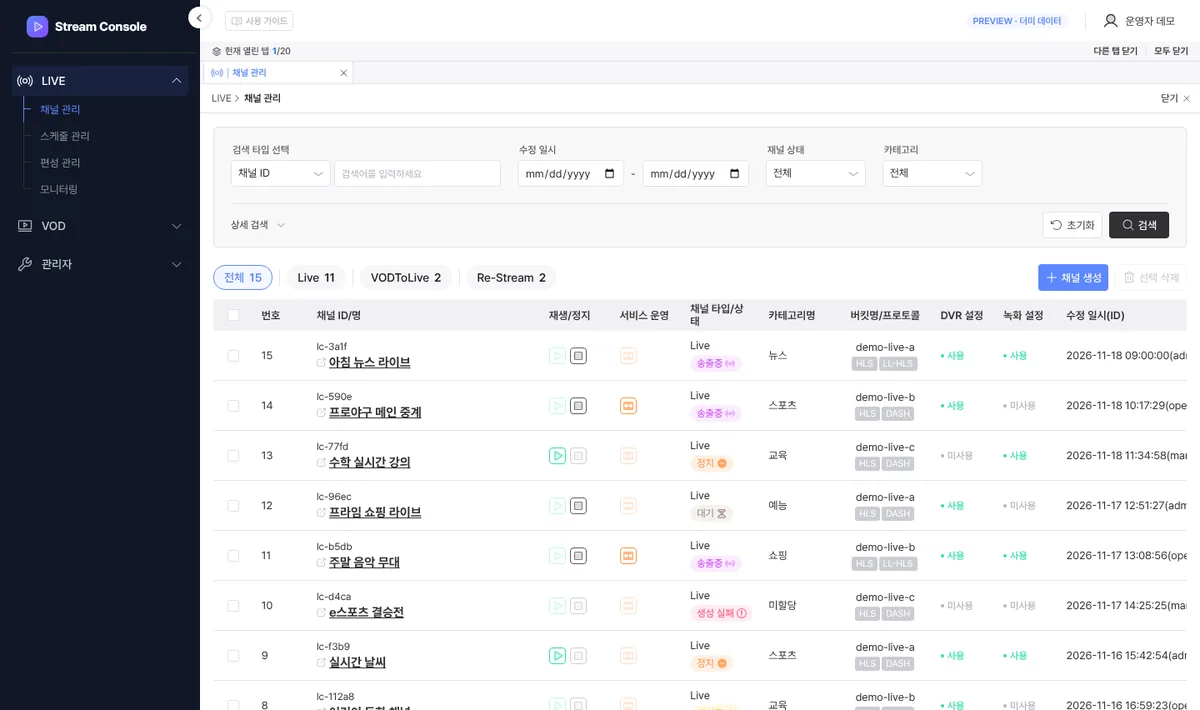 Stream Console
사용 가이드
PREVIEW · 더미 데이터
운영자 데모
현재 열린 탭 1/20
다른 탭 닫기
모두 닫기
LIVE
채널 관리
스케줄 관리
편성 관리
모니터링
VOD
관리자
채널 관리
LIVE > 채널 관리
닫기
검색 타입 선택
수정 일시
채널 상태
카테고리
채널 ID
검색어를 입력하세요
mm/dd/yyyy - mm/dd/yyyy
전체
전체
상세 검색
초기화
검색
전체 15
Live 11
VODToLive 2
Re-Stream 2
채널 생성
선택 삭제
번호 채널 ID/명 재생/정지 서비스 운영 채널 타입/상태 카테고리명 버킷명/프로토콜 DVR 설정 녹화 설정 수정 일시(ID)
15 lc-3a1f Live demo-live-a
아침 뉴스 라이브 송출중 뉴스 HLS LL-HLS 사용 사용 2026-11-18 09:00:00(adm
14 lc-590e Live demo-live-b
프로야구 메인 중계 송출중 스포츠 HLS DASH 사용 미사용 2026-11-18 10:17:29(ope
13 lc-77fd Live demo-live-c
수학 실시간 강의 정지 교육 HLS DASH 미사용 사용 2026-11-18 11:34:58(mar
12 lc-96ec Live demo-live-a
프라임 쇼핑 라이브 대기 예능 HLS DASH 사용 미사용 2026-11-17 12:51:27(adm
11 lc-b5db Live demo-live-b
주말 음악 무대 송출중 쇼핑 HLS LL-HLS 사용 사용 2026-11-17 13:08:56(ope
10 lc-d4ca Live demo-live-c
e스포츠 결승전 생성 실패 미할당 HLS DASH 미사용 미사용 2026-11-17 14:25:25(mar
9 lc-f3b9 Live demo-live-a
실시간 날씨 정지 스포츠 HLS DASH 사용 사용 2026-11-16 15:42:54(adm
8 lc-112a8 Live demo-live-b
교육 사용 미사용 2026-11-16 16:59:23(ope